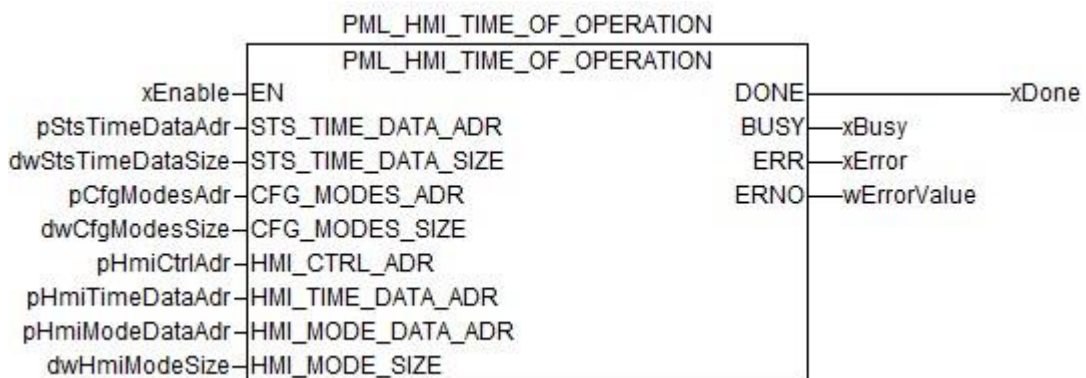 PML_HMI_TIME_OF_OPERATION
PML_HMI_TIME_OF_OPERATION
xEnable EN DONE xDone
pStsTimeDataAdr STS_TIME_DATA_ADR BUSY xBusy
dwStsTimeDataSize STS_TIME_DATA_SIZE ERR xError
pCfgModesAdr CFG_MODES_ADR ERNO wErrorValue
dwCfgModesSize CFG_MODES_SIZE
pHmiCtrlAdr HMI_CTRL_ADR
pHmiTimeDataAdr HMI_TIME_DATA_ADR
pHmiModeDataAdr HMI_MODE_DATA_ADR
dwHmiModeSize HMI_MODE_SIZE